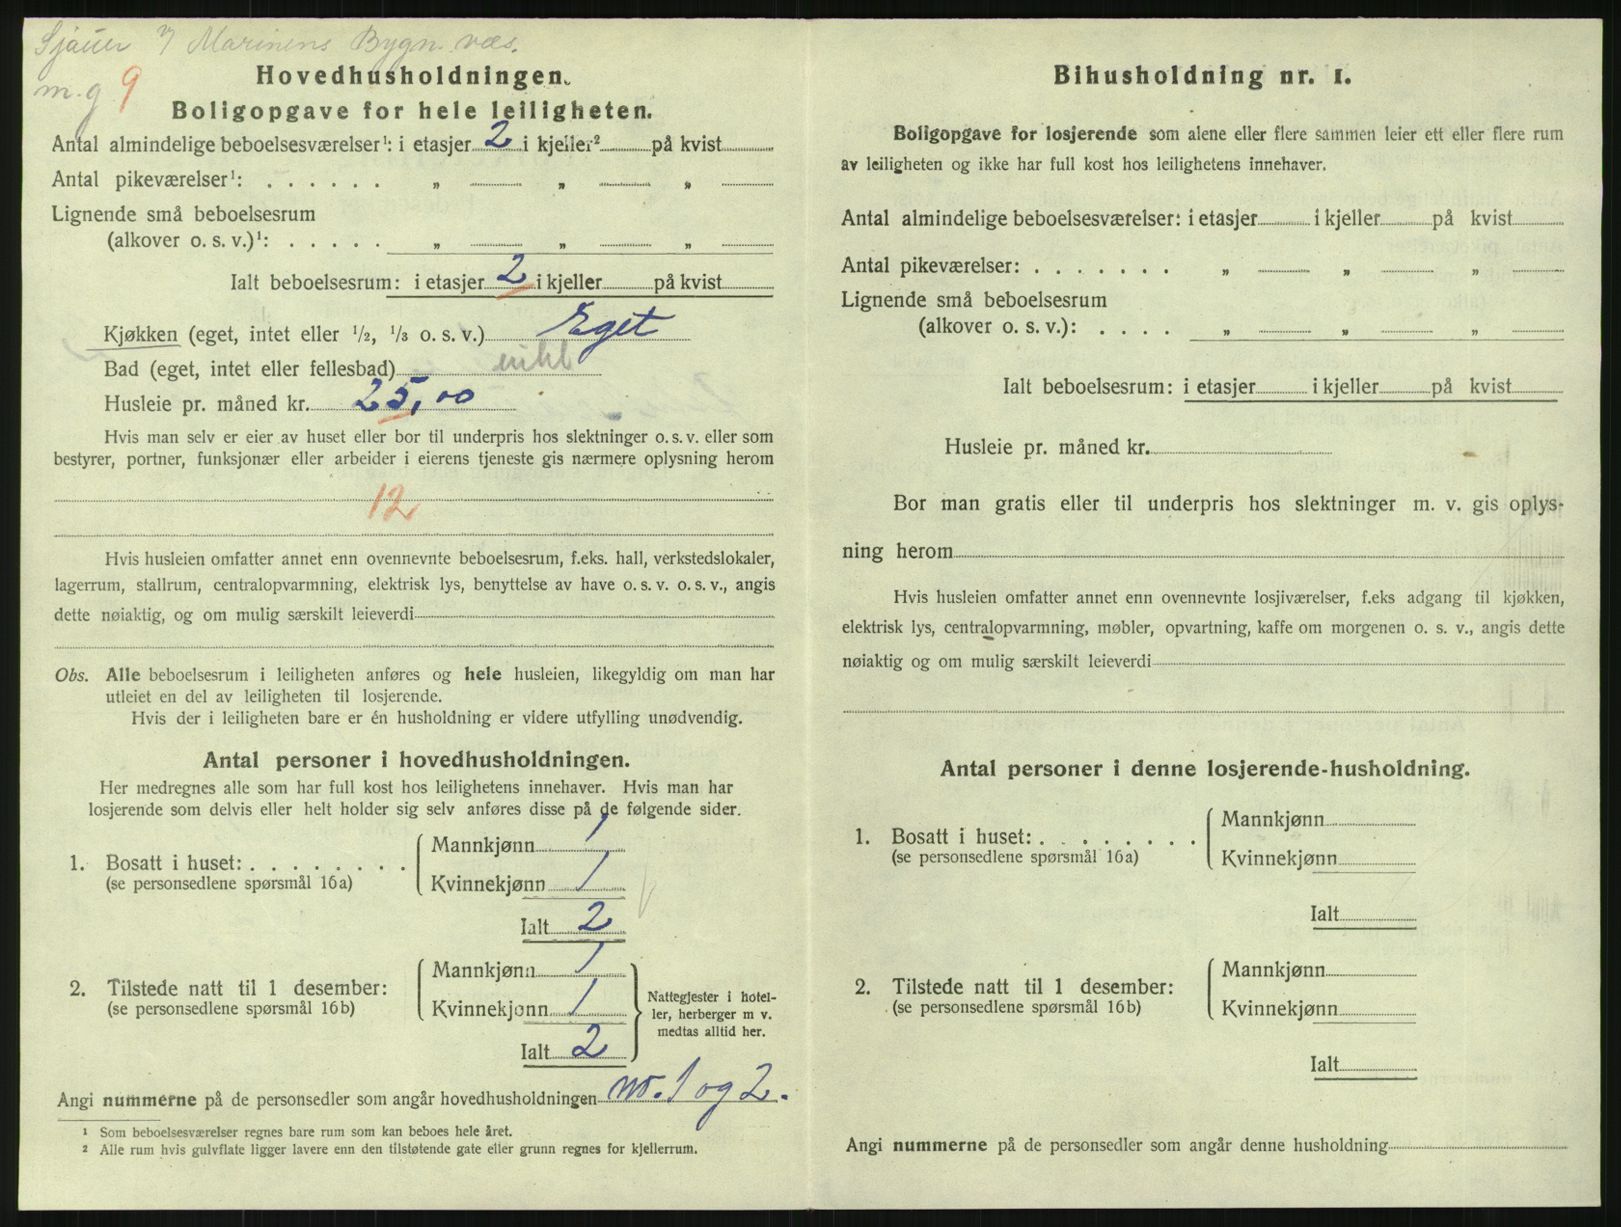 Sjauer v/ Marinens Bygn. væs.
m.g 9
Hovedhusholdningen.
Boligopgave for hele leiligheten.
Antal almindelige beboelsesværelser¹: i etasjer 2 i kjeller² på kvist
Antal pikeværelser¹: . . . . . . „ „ „
Lignende små beboelsesrum
(alkover o. s. v.)¹: . . . . . „ „ „
Ialt beboelsesrum: i etasjer 2 i kjeller på kvist
Kjøkken (eget, intet eller 1/2, 1/3 o. s. v.) Eget
Bad (eget, intet eller fellesbad)
Husleie pr. måned kr. 25,00
Hvis man selv er eier av huset eller bor til underpris hos slektninger o. s. v. eller som
bestyrer, portner, funksjonær eller arbeider i eierens tjeneste gis nærmere oplysning herom
12
Hvis husleien omfatter annet enn ovennevnte beboelsesrum, f.eks. hall, verkstedslokaler,
lagerrum, stallrum, centralopvarmning, elektrisk lys, benyttelse av have o. s. v. o. s. v., angis
dette nøiaktig, og om mulig særskilt leieverdi
Obs. Alle beboelsesrum i leiligheten anføres og hele husleien, likegyldig om man har
utleiet en del av leiligheten til losjerende.
Hvis der i leiligheten bare er én husholdning er videre utfylling unødvendig.
Antal personer i hovedhusholdningen.
Her medregnes alle som har full kost hos leilighetens innehaver. Hvis man har
losjerende som delvis eller helt holder sig selv anføres disse på de følgende sider.
Mannkjønn 1
1. Bosatt i huset: . . . . . . . .
(se personsedlene spørsmål 16a)
Kvinnekjønn 1
Ialt 2
Mannkjønn 1
2. Tilstede natt til 1 desember:
(se personsedlene spørsmål 16b)
Kvinnekjønn 1
Ialt 2
Nattegjester i hotel-
ler, herberger m v.
medtas alltid her.
Angi nummerne på de personsedler som angår hovedhusholdningen no. 1 og 2.
¹ Som beboelsesværelser regnes bare rum som kan beboes hele året.
² Alle rum hvis gulvflate ligger lavere enn den tilstøtende gate eller grunn regnes for kjellerrum.
Bihusholdning nr. 1.
Boligopgave for losjerende som alene eller flere sammen leier ett eller flere rum
av leiligheten og ikke har full kost hos leilighetens innehaver.
Antal almindelige beboelsesværelser: i etasjer i kjeller på kvist
Antal pikeværelser: . . . . . . . „ „ „
Lignende små beboelsesrum
(alkover o. s. v.): . . . . „ „ „
Ialt beboelsesrum: i etasjer i kjeller på kvist
Husleie pr. måned kr.
Bor man gratis eller til underpris hos slektninger m. v. gis oplys-
ning herom
Hvis husleien omfatter annet enn ovennevnte losjiværelser, f.eks adgang til kjøkken,
elektrisk lys, centralopvarmning, møbler, opvartning, kaffe om morgenen o. s. v., angis dette
nøiaktig og om mulig særskilt leieverdi
Antal personer i denne losjerende-husholdning.
Mannkjønn
1. Bosatt i huset: . . . . . . . .
(se personsedlene spørsmål 16a)
Kvinnekjønn
Ialt
Mannkjønn
2. Tilstede natt til 1 desember:
(se personsedlene spørsmål 16b)
Kvinnekjønn
Ialt
Angi nummerne på de personsedler som angår denne husholdning